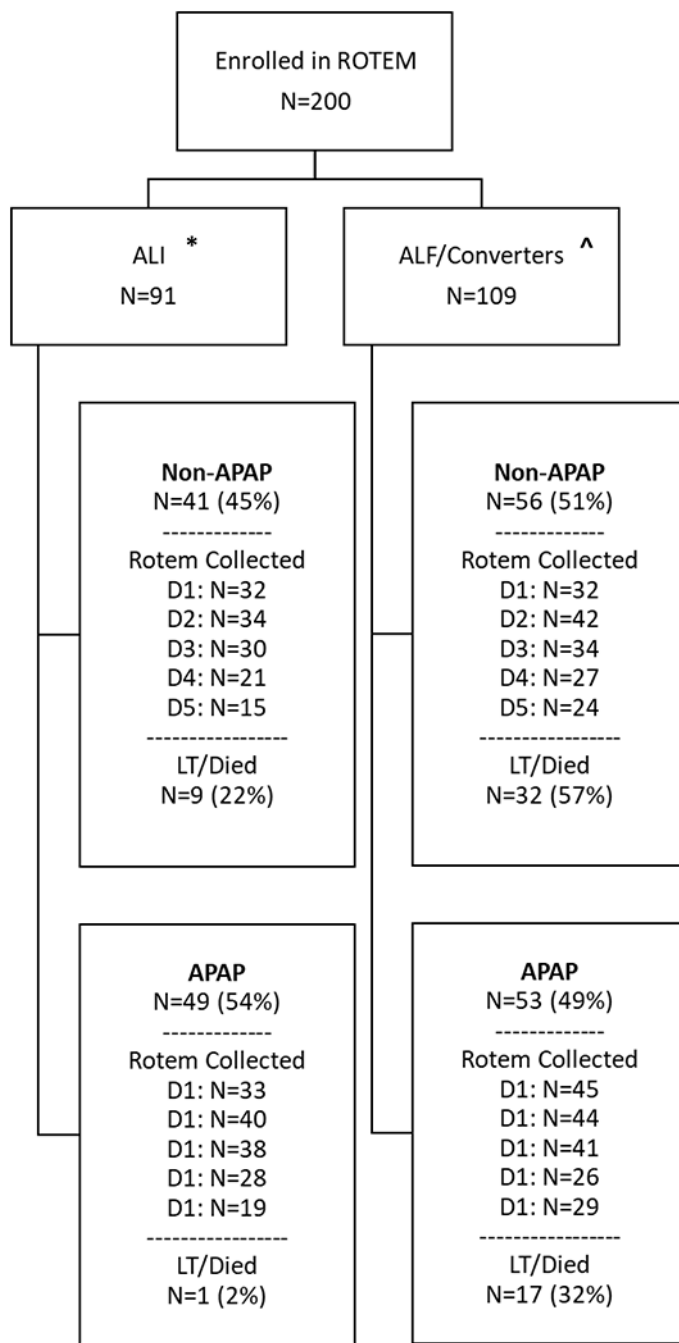 Enrolled in ROTEM
N=200
ALI *
N=91
ALF/Converters ^
N=109
Non-APAP
N=41 (45%)
-------------
Rotem Collected
D1: N=32
D2: N=34
D3: N=30
D4: N=21
D5: N=15
-----------------
LT/Died
N=9 (22%)
Non-APAP
N=56 (51%)
-------------
Rotem Collected
D1: N=32
D2: N=42
D3: N=34
D4: N=27
D5: N=24
-----------------
LT/Died
N=32 (57%)
APAP
N=49 (54%)
-------------
Rotem Collected
D1: N=33
D1: N=40
D1: N=38
D1: N=28
D1: N=19
-----------------
LT/Died
N=1 (2%)
APAP
N=53 (49%)
-------------
Rotem Collected
D1: N=45
D1: N=44
D1: N=41
D1: N=26
D1: N=29
-----------------
LT/Died
N=17 (32%)